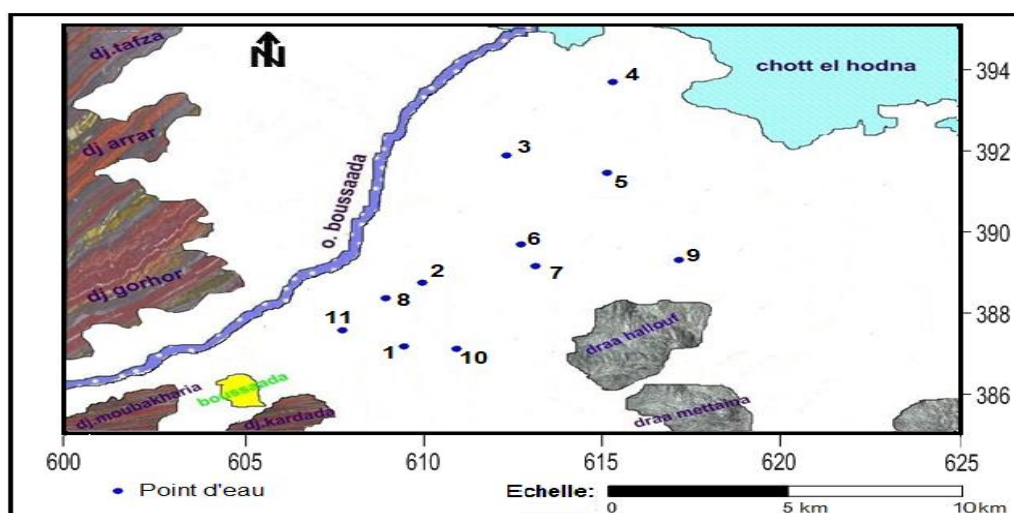 dj.tafza
N
chott el hodna
394
4
dj arrar
3
392
5
o. boussaada
6
390
7
9
dj gorhor
2
8
388
11
draa hallouf
1
10
boussaada
dj.moubakharia
386
dj.kardada
draa mettaina
600
605
610
615
620
625
Point d'eau
Echelle:
0
5 km
10km